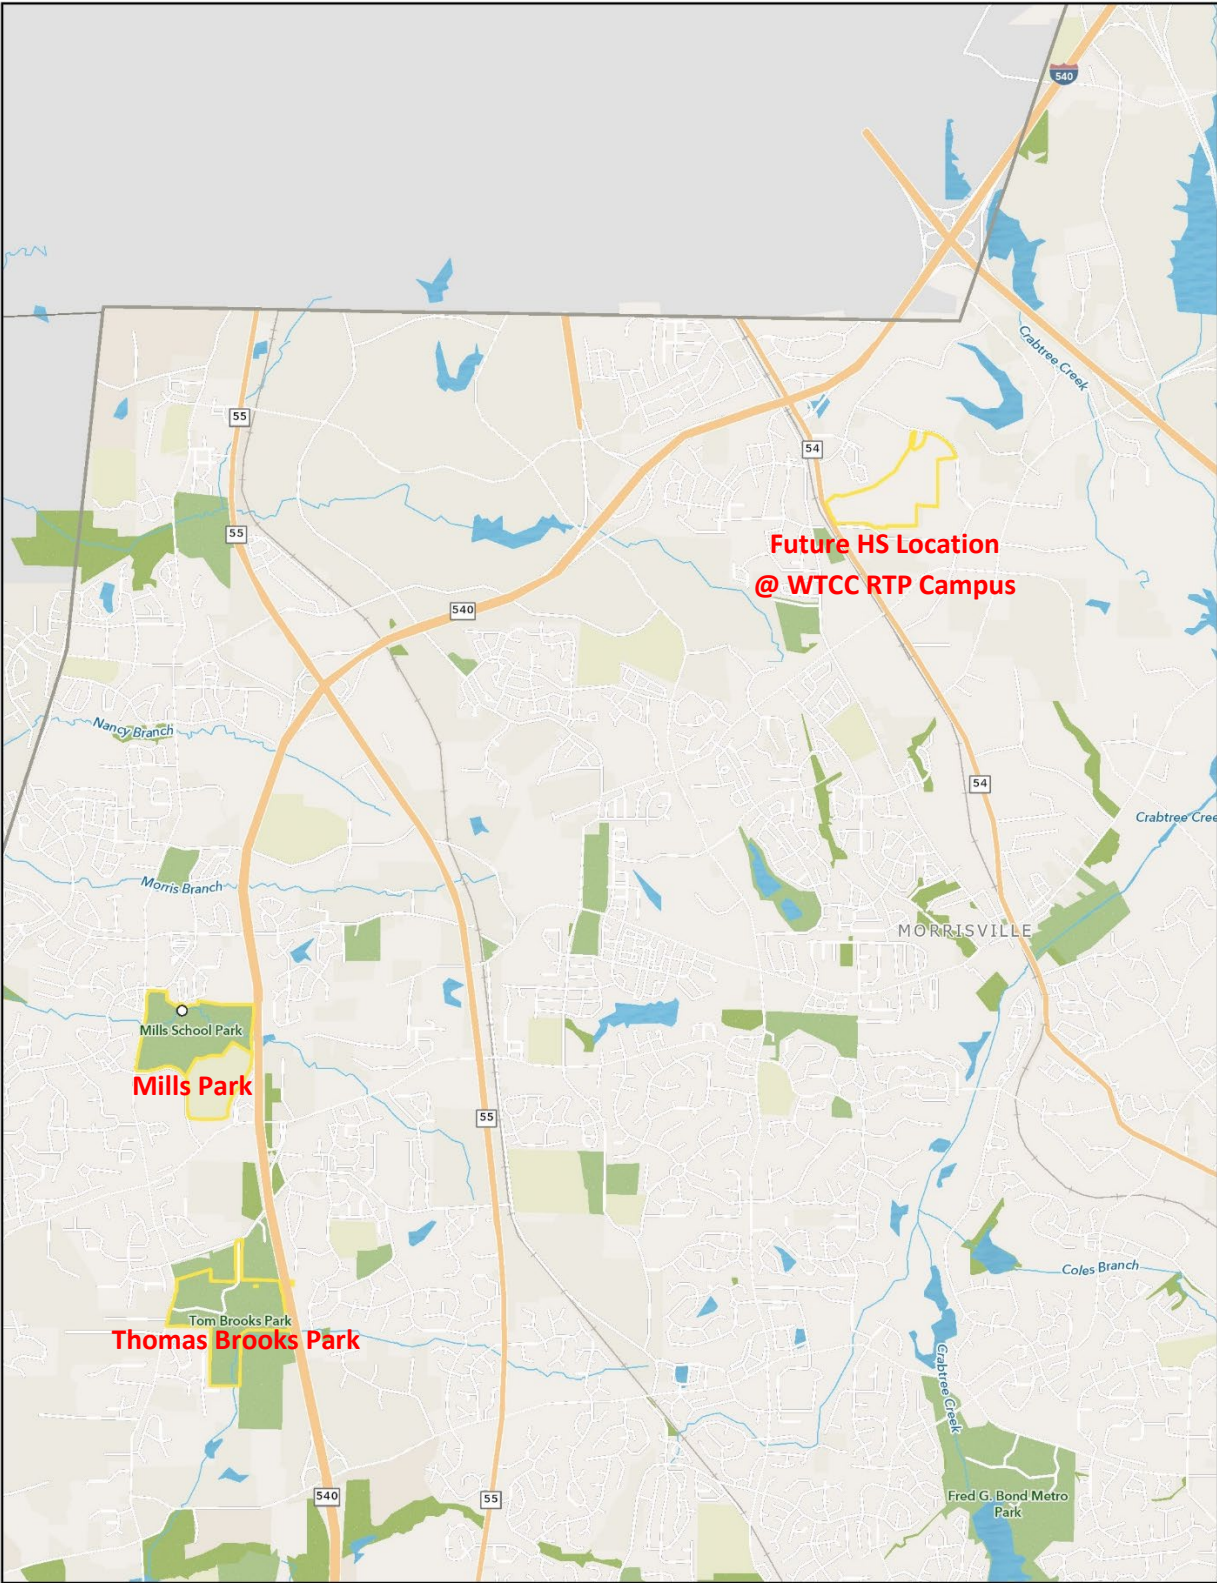 540
Crabtree Creek
55
54
55
Future HS Location
@ WTCC RTP Campus
540
Nancy Branch
54
Crabtree Cree
Morris Branch
MORRISVILLE
Mills School Park
Mills Park
55
Coles Branch
Tom Brooks Park
Thomas Brooks Park
Crabtree Creek
540
55
Fred G. Bond Metro
Park